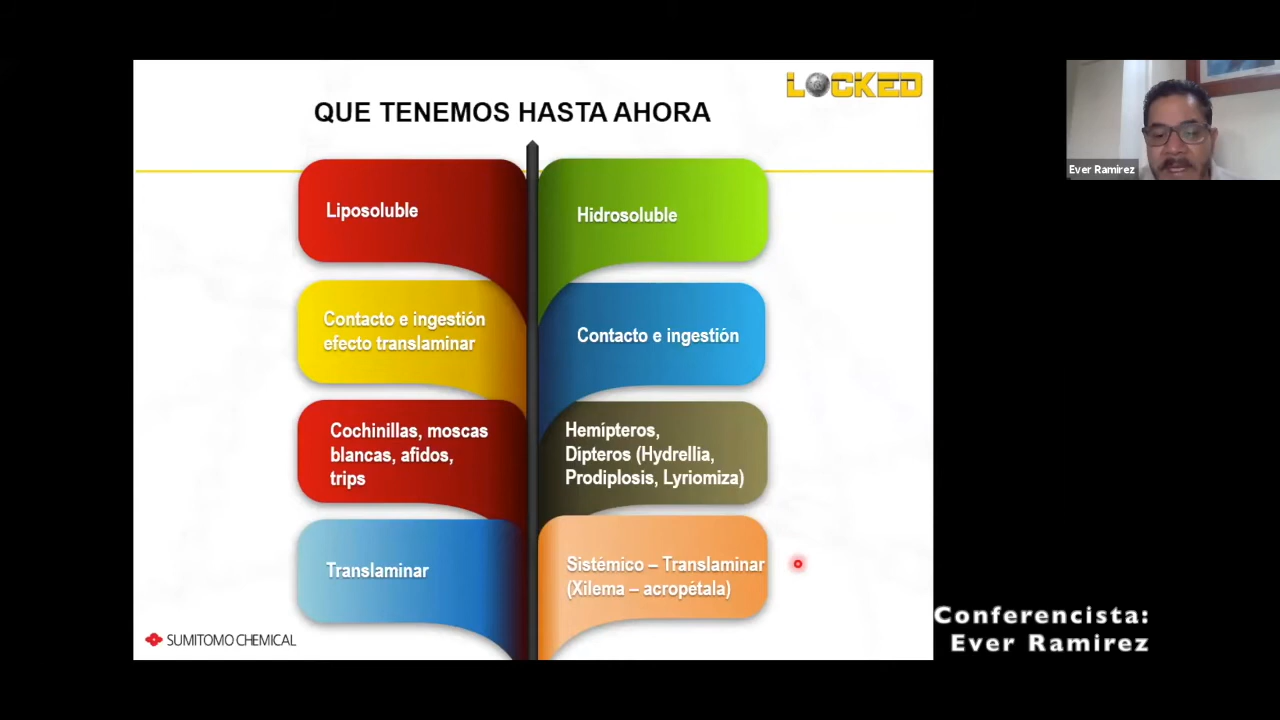 LOCKED
QUE TENEMOS HASTA AHORA
Liposoluble
Hidrosoluble
Contacto e ingestión
efecto translaminar
Contacto e ingestión
Cochinillas, moscas
blancas, afidos,
trips
Hemípteros,
Dípteros (Hydrellia,
Prodiplosis, Lyriomiza)
Translaminar
Sistémico – Translaminar
(Xilema – acropétala)
SUMITOMO CHEMICAL
Ever Ramirez
Conferencista:
Ever Ramirez